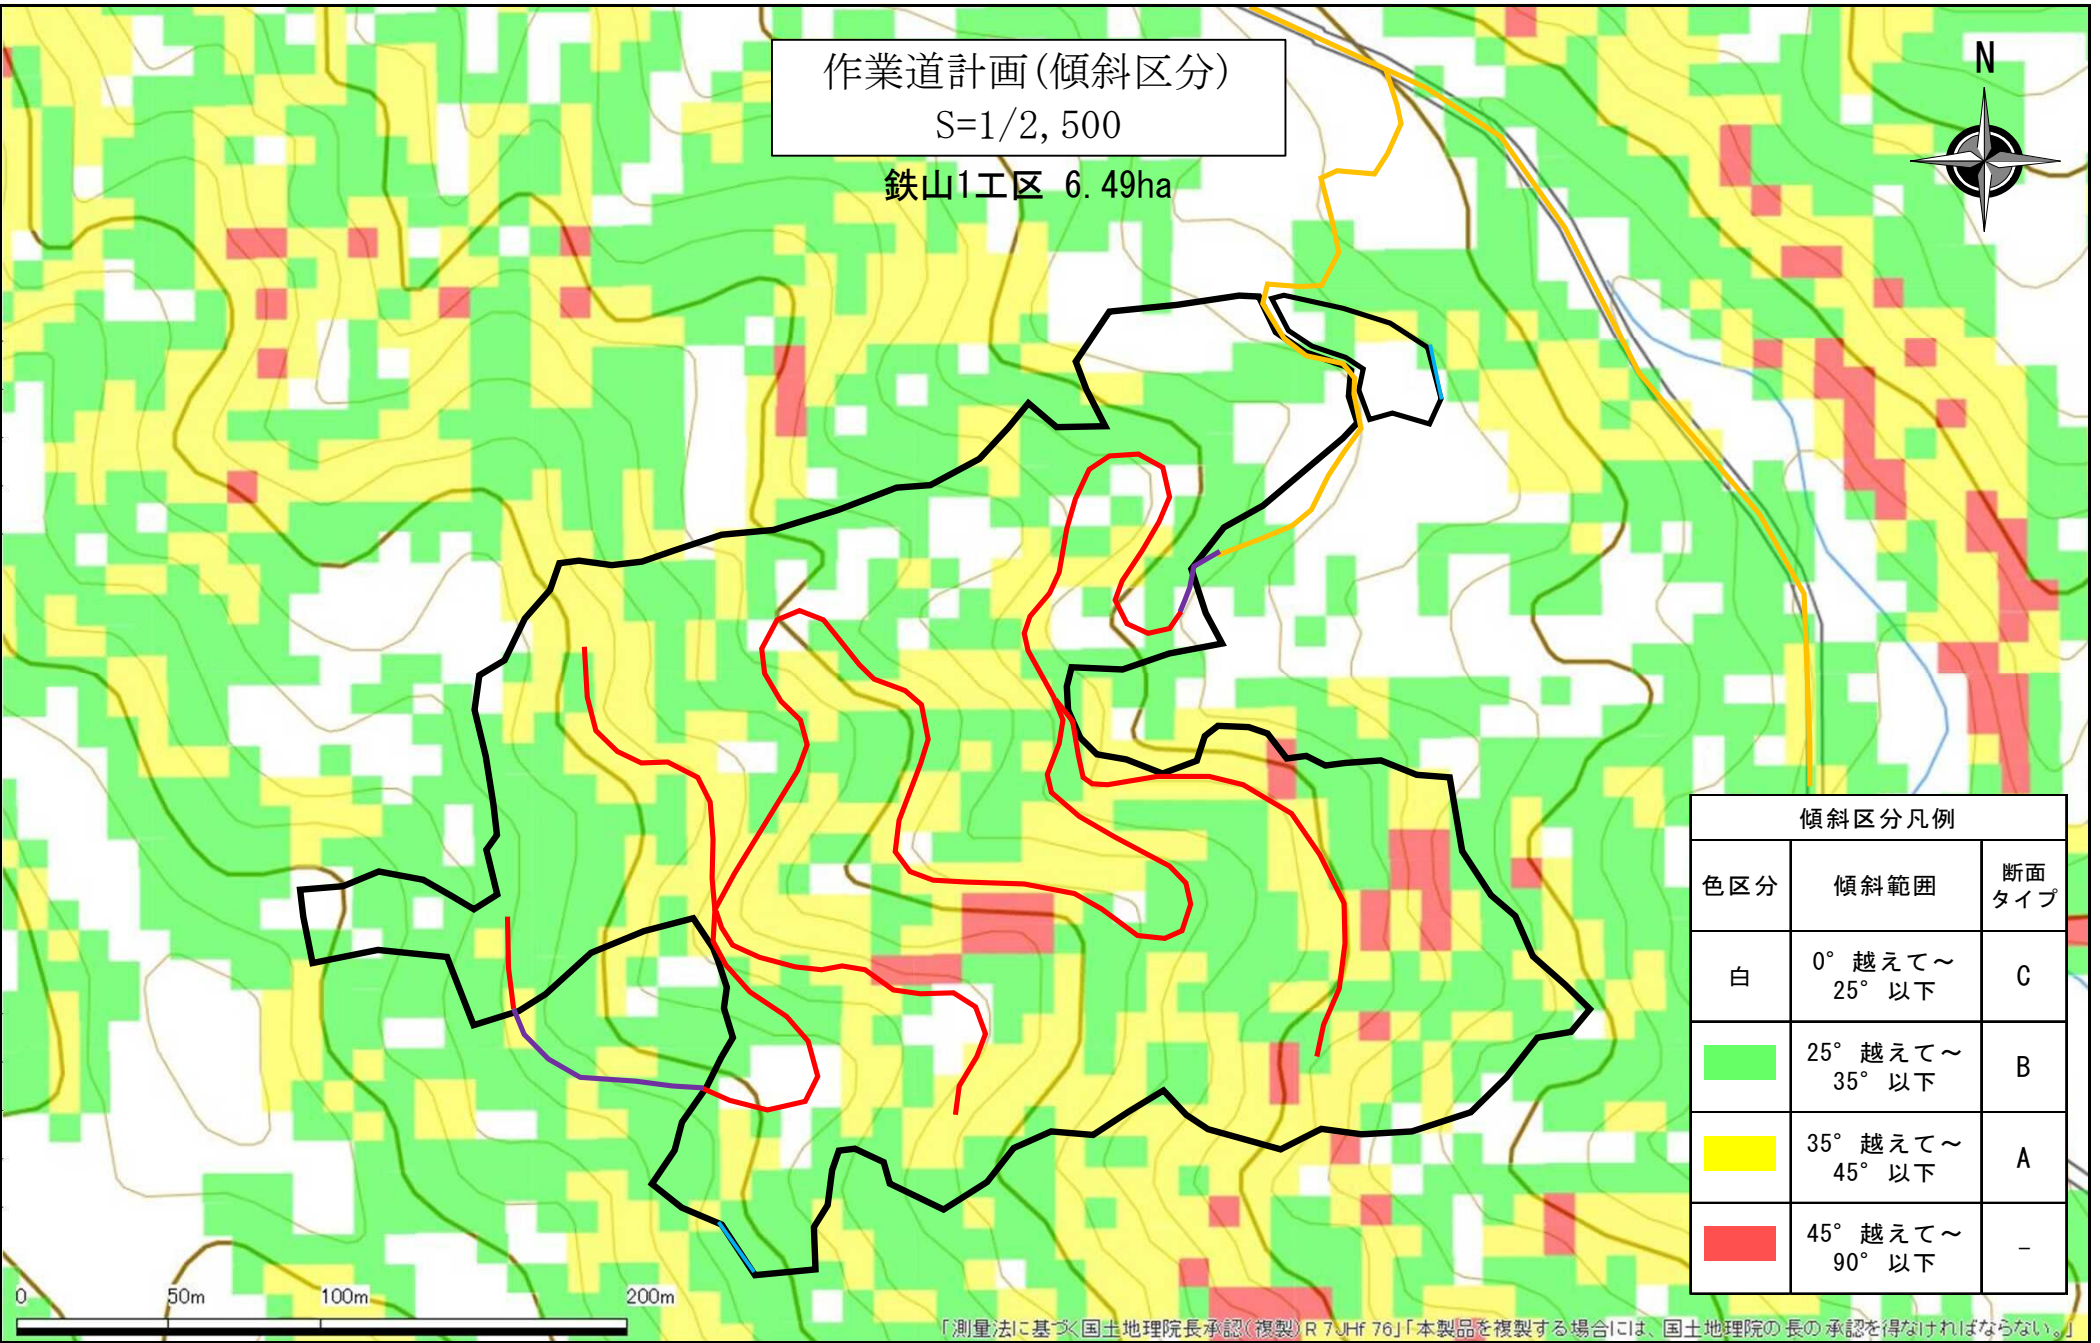 作業道計画(傾斜区分)
S=1/2,500
鉄山1工区 6.49ha
N
傾斜区分凡例
色区分 傾斜範囲 断面タイプ
白 0° 越えて～ 25° 以下 C
25° 越えて～ 35° 以下 B
35° 越えて～ 45° 以下 A
45° 越えて～ 90° 以下 －
0 50m 100m 200m
「測量法に基づく国土地理院長承認(複製)R 7JHf 76」「本製品を複製する場合には、国土地理院の長の承認を得なければならない。」